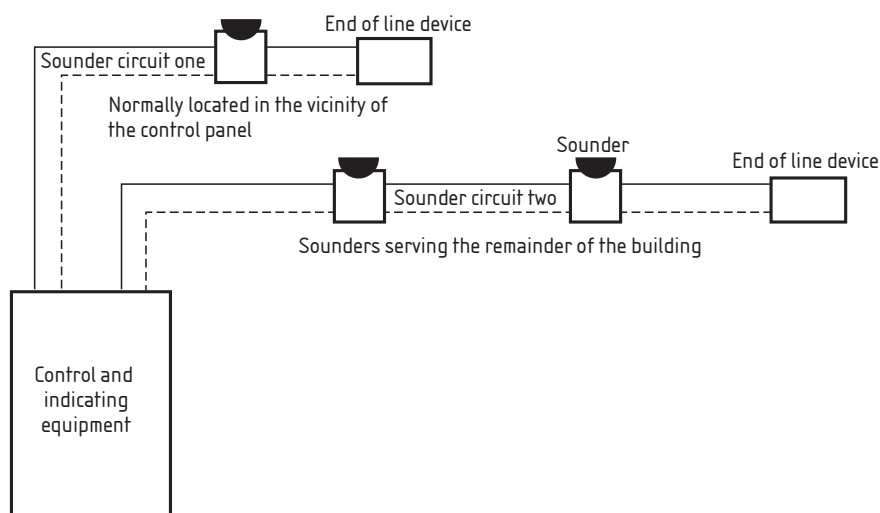 End of line device
Sounder circuit one
Normally located in the vicinity of
the control panel
Sounder
End of line device
Sounder circuit two
Sounders serving the remainder of the building
Control and
indicating
equipment